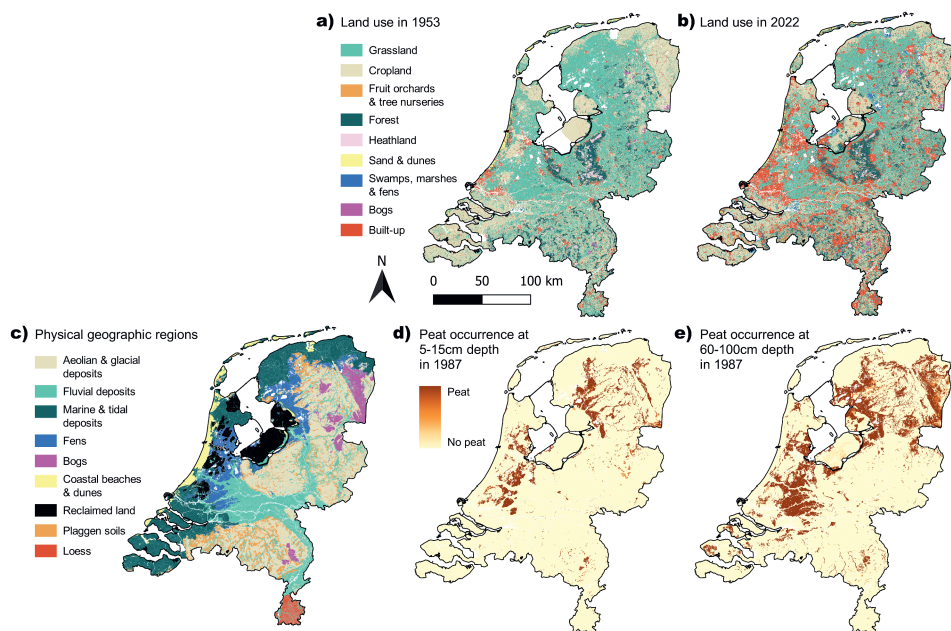 a) Land use in 1953
Grassland
Cropland
Fruit orchards
& tree nurseries
Forest
Heathland
Sand & dunes
Swamps, marshes
& fens
Bogs
Built-up
b) Land use in 2022
N
0 50 100 km
c) Physical geographic regions
Aeolian & glacial
deposits
Fluvial deposits
Marine & tidal
deposits
Fens
Bogs
Coastal beaches
& dunes
Reclaimed land
Plaggen soils
Loess
d) Peat occurrence at
5-15cm depth
in 1987
Peat
No peat
e) Peat occurrence at
60-100cm depth
in 1987